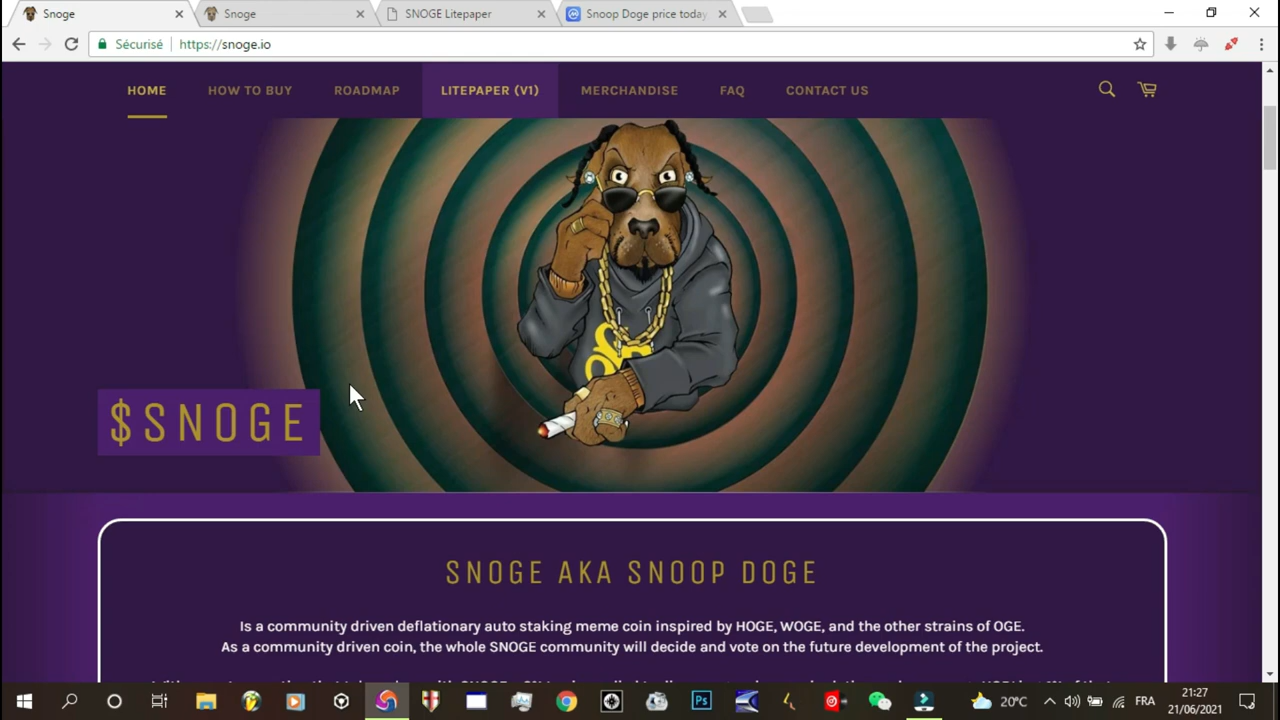 Snoge
Snoge
SNOGE Litepaper
Snoop Doge price today
Sécurisé
https://snoge.io
HOME
HOW TO BUY
ROADMAP
LITEPAPER (V1)
MERCHANDISE
FAQ
CONTACT US
$SNOGE
SNOGE AKA SNOOP DOGE
Is a community driven deflationary auto staking meme coin inspired by HOGE, WOGE, and the other strains of OGE.
As a community driven coin, the whole SNOGE community will decide and vote on the future development of the project.
20°C
FRA
21:27
21/06/2021